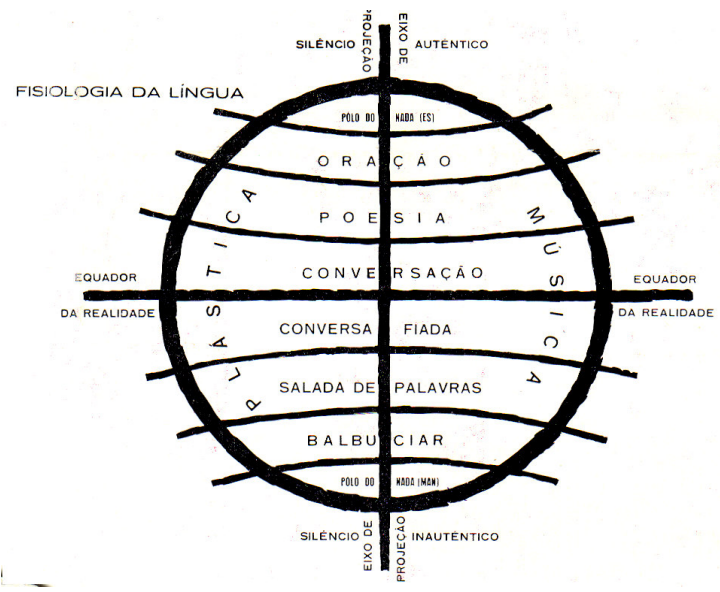 FISIOLOGIA DA LÍNGUA
SILÊNCIO AUTÊNTICO
EIXO DE
PROJEÇÃO
PÓLO DO NADA (ES)
ORAÇÃO
POESIA
CONVERSAÇÃO
PLÁSTICA
MÚSICA
EQUADOR
DA REALIDADE
EQUADOR
DA REALIDADE
CONVERSA FIADA
SALADA DE PALAVRAS
BALBUCIAR
PÓLO DO NADA (MAN)
SILÊNCIO INAUTÊNTICO
EIXO DE
PROJEÇÃO